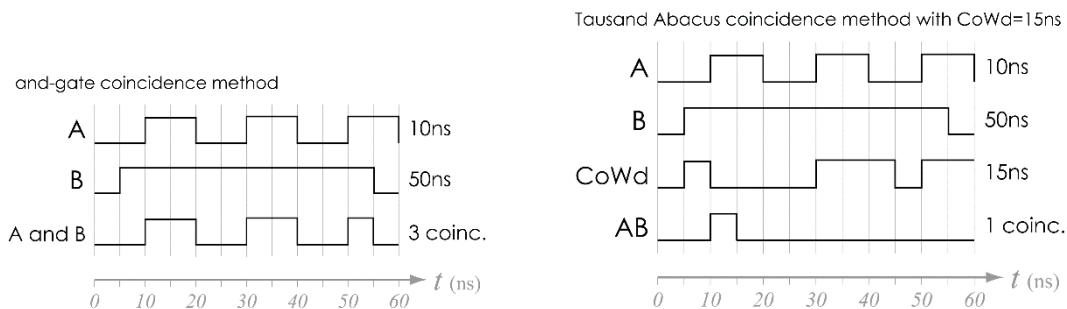 and-gate coincidence method
A 10ns
B 50ns
A and B 3 coinc.
t (ns)
0 10 20 30 40 50 60
Tausand Abacus coincidence method with CoWd=15ns
A 10ns
B 50ns
CoWd 15ns
AB 1 coinc.
t (ns)
0 10 20 30 40 50 60